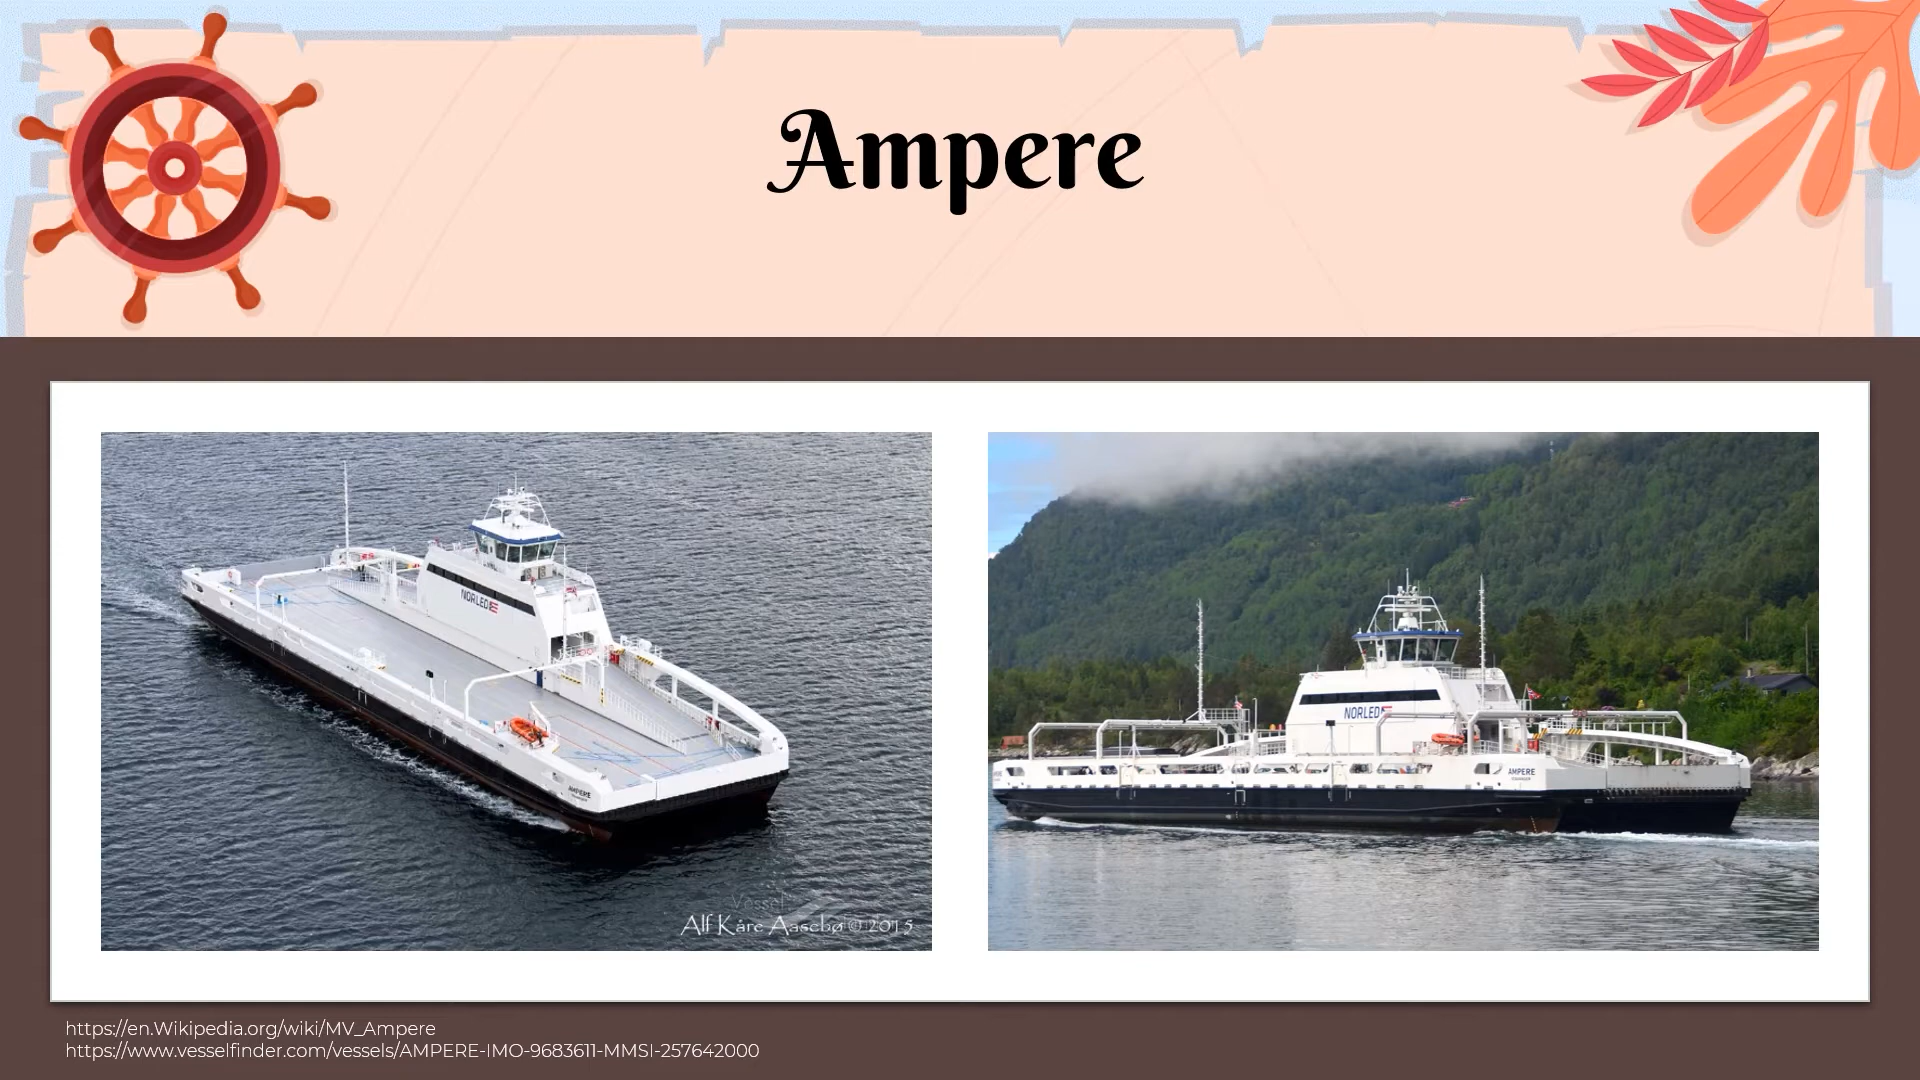 Ampere
NORLED
AMPERE
Vessel
Alf Kåre Aasebø © 2015
NORLED
AMPERE
https://en.Wikipedia.org/wiki/MV_Ampere
https://www.vesselfinder.com/vessels/AMPERE-IMO-9683611-MMSI-257642000